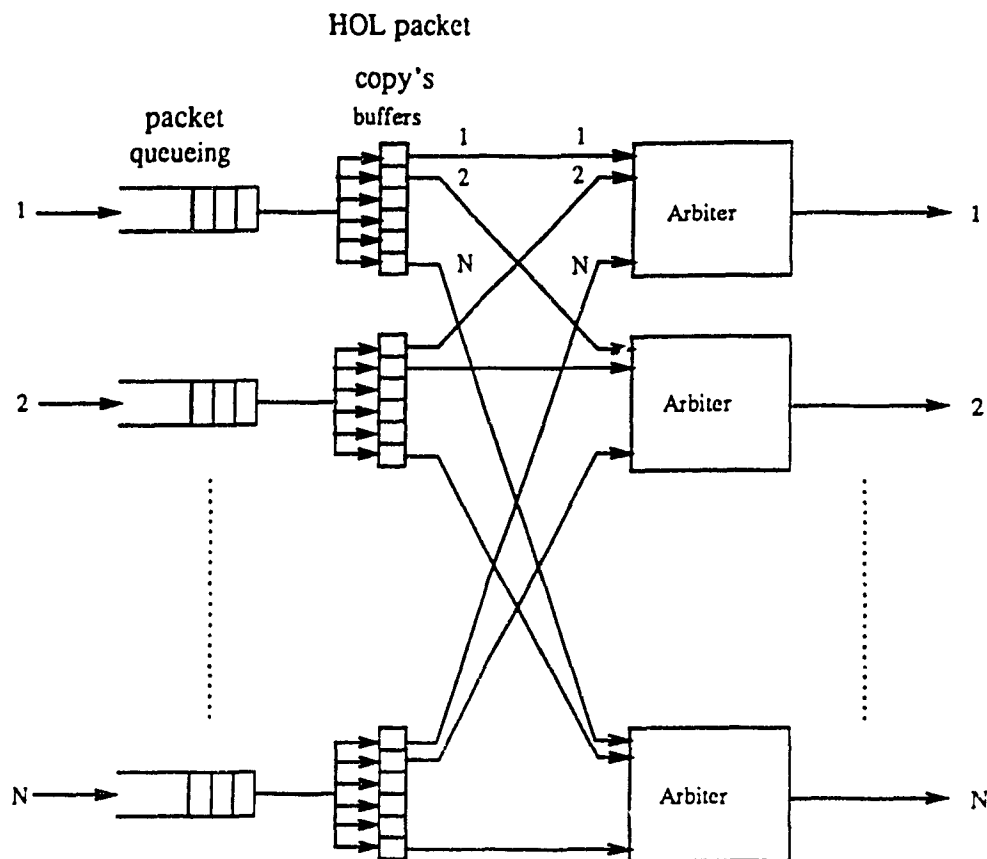 HOL packet
copy's
buffers
packet
queueing
1
2
N
1
2
N
1
Arbiter
1
2
Arbiter
2
N
Arbiter
N